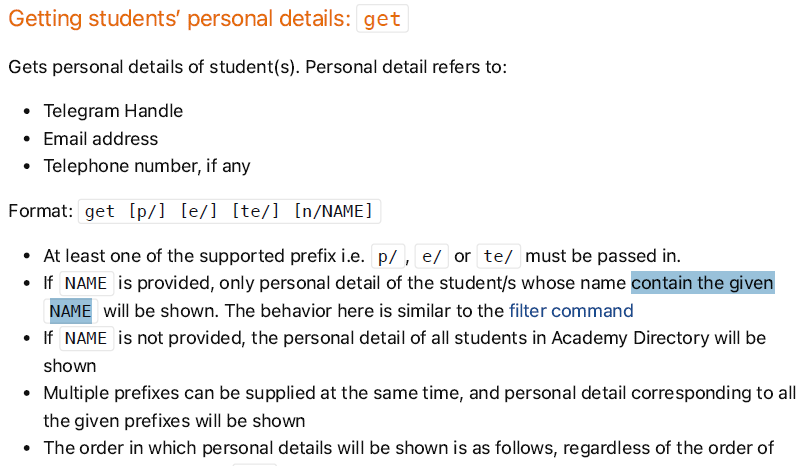 Getting students’ personal details: get
Gets personal details of student(s). Personal detail refers to:
• Telegram Handle
• Email address
• Telephone number, if any
Format: get [p/] [e/] [te/] [n/NAME]
• At least one of the supported prefix i.e. p/ , e/ or te/ must be passed in.
• If NAME is provided, only personal detail of the student/s whose name contain the given
NAME will be shown. The behavior here is similar to the filter command
• If NAME is not provided, the personal detail of all students in Academy Directory will be
shown
• Multiple prefixes can be supplied at the same time, and personal detail corresponding to all
the given prefixes will be shown
• The order in which personal details will be shown is as follows, regardless of the order of